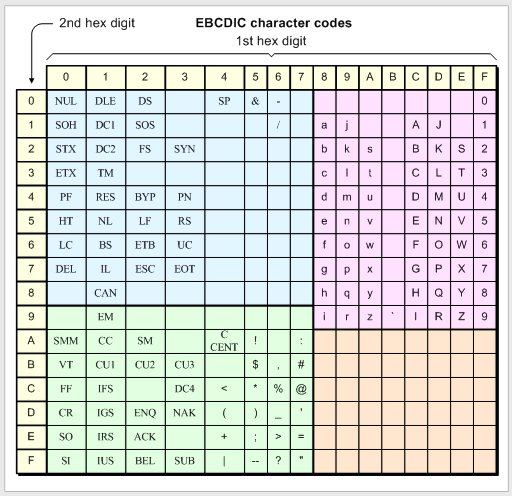 2nd hex digit EBCDIC character codes
1st hex digit
0 1 2 3 4 5 6 7 8 9 A B C D E F
0 NUL DLE DS SP & - 0
1 SOH DC1 SOS / a j A J 1
2 STX DC2 FS SYN b k s B K S 2
3 ETX TM c l t C L T 3
4 PF RES BYP PN d m u D M U 4
5 HT NL LF RS e n v E N V 5
6 LC BS ETB UC f o w F O W 6
7 DEL IL ESC EOT g p x G P X 7
8 CAN h q y H Q Y 8
9 EM i r z ` I R Z 9
A SMM CC SM C CENT ! :
B VT CU1 CU2 CU3 $ , #
C FF IFS DC4 < * % @
D CR IGS ENQ NAK ( ) _ '
E SO IRS ACK + ; > =
F SI IUS BEL SUB | -- ? "